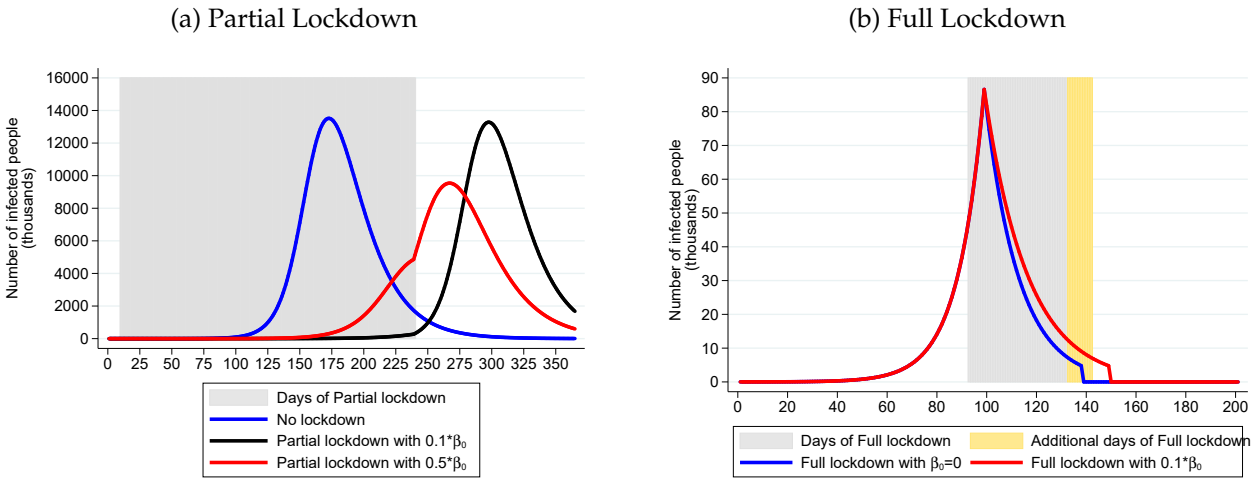 (a) Partial Lockdown
Number of infected people
(thousands)
16000
14000
12000
10000
8000
6000
4000
2000
0
0 25 50 75 100 125 150 175 200 225 250 275 300 325 350
Days of Partial lockdown
No lockdown
Partial lockdown with 0.1*β₀
Partial lockdown with 0.5*β₀
(b) Full Lockdown
Number of infected people
(thousands)
90
80
70
60
50
40
30
20
10
0
0 20 40 60 80 100 120 140 160 180 200
Days of Full lockdown Additional days of Full lockdown
Full lockdown with β₀=0 Full lockdown with 0.1*β₀